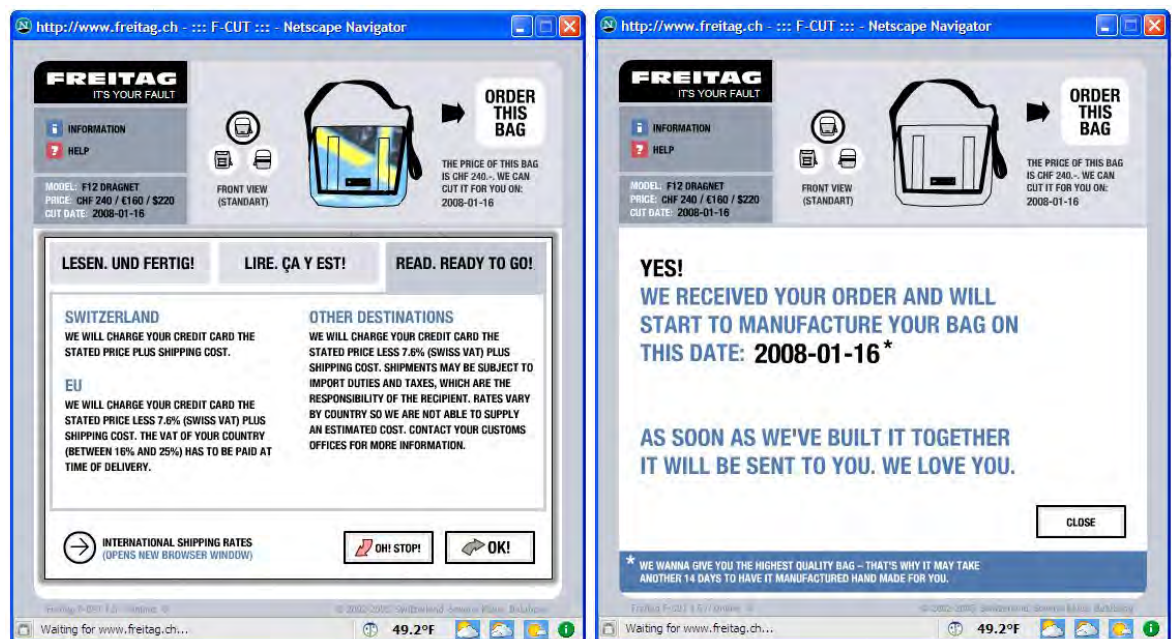 http://www.freitag.ch - ::: F-CUT ::: - Netscape Navigator
FREITAG
IT'S YOUR FAULT
INFORMATION
HELP
MODEL: F12 DRAGNET
PRICE: CHF 240 / €160 / $220
CUT DATE: 2008-01-16
FRONT VIEW
(STANDART)
ORDER
THIS
BAG
THE PRICE OF THIS BAG
IS CHF 240.-. WE CAN
CUT IT FOR YOU ON:
2008-01-16
LESEN. UND FERTIG!
LIRE. ÇA Y EST!
READ. READY TO GO!
SWITZERLAND
WE WILL CHARGE YOUR CREDIT CARD THE
STATED PRICE PLUS SHIPPING COST.
EU
WE WILL CHARGE YOUR CREDIT CARD THE
STATED PRICE LESS 7.6% (SWISS VAT) PLUS
SHIPPING COST. THE VAT OF YOUR COUNTRY
(BETWEEN 16% AND 25%) HAS TO BE PAID AT
TIME OF DELIVERY.
OTHER DESTINATIONS
WE WILL CHARGE YOUR CREDIT CARD THE
STATED PRICE LESS 7.6% (SWISS VAT) PLUS
SHIPPING COST. SHIPMENTS MAY BE SUBJECT TO
IMPORT DUTIES AND TAXES, WHICH ARE THE
RESPONSIBILITY OF THE RECIPIENT. RATES VARY
BY COUNTRY SO WE ARE NOT ABLE TO SUPPLY
AN ESTIMATED COST. CONTACT YOUR CUSTOMS
OFFICES FOR MORE INFORMATION.
INTERNATIONAL SHIPPING RATES
(OPENS NEW BROWSER WINDOW)
OH! STOP!
OK!
Waiting for www.freitag.ch...
49.2°F
http://www.freitag.ch - ::: F-CUT ::: - Netscape Navigator
FREITAG
IT'S YOUR FAULT
INFORMATION
HELP
MODEL: F12 DRAGNET
PRICE: CHF 240 / €160 / $220
CUT DATE: 2008-01-16
FRONT VIEW
(STANDART)
ORDER
THIS
BAG
THE PRICE OF THIS BAG
IS CHF 240.-. WE CAN
CUT IT FOR YOU ON:
2008-01-16
YES!
WE RECEIVED YOUR ORDER AND WILL
START TO MANUFACTURE YOUR BAG ON
THIS DATE: 2008-01-16*
AS SOON AS WE'VE BUILT IT TOGETHER
IT WILL BE SENT TO YOU. WE LOVE YOU.
CLOSE
* WE WANNA GIVE YOU THE HIGHEST QUALITY BAG – THAT'S WHY IT MAY TAKE
ANOTHER 14 DAYS TO HAVE IT MANUFACTURED HAND MADE FOR YOU.
Waiting for www.freitag.ch...
49.2°F